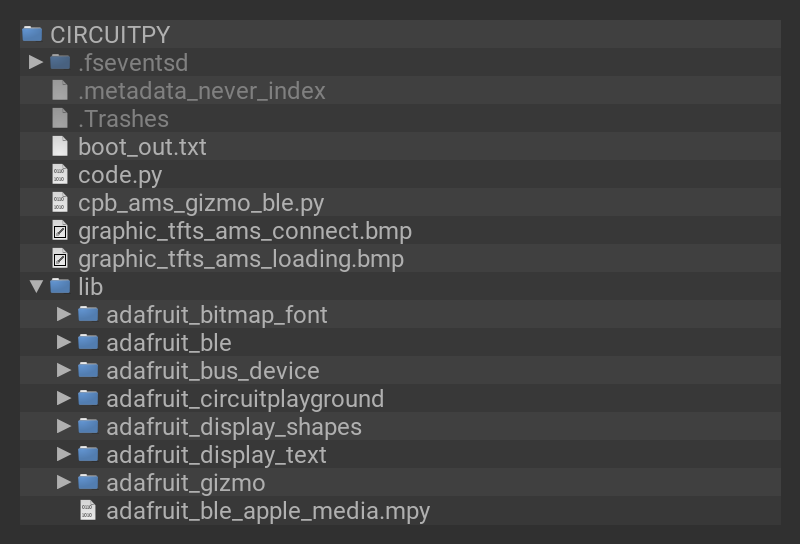 CIRCUITPY
.fseventsd
.metadata_never_index
.Trashes
boot_out.txt
code.py
cpb_ams_gizmo_ble.py
graphic_tfts_ams_connect.bmp
graphic_tfts_ams_loading.bmp
lib
adafruit_bitmap_font
adafruit_ble
adafruit_bus_device
adafruit_circuitplayground
adafruit_display_shapes
adafruit_display_text
adafruit_gizmo
adafruit_ble_apple_media.mpy